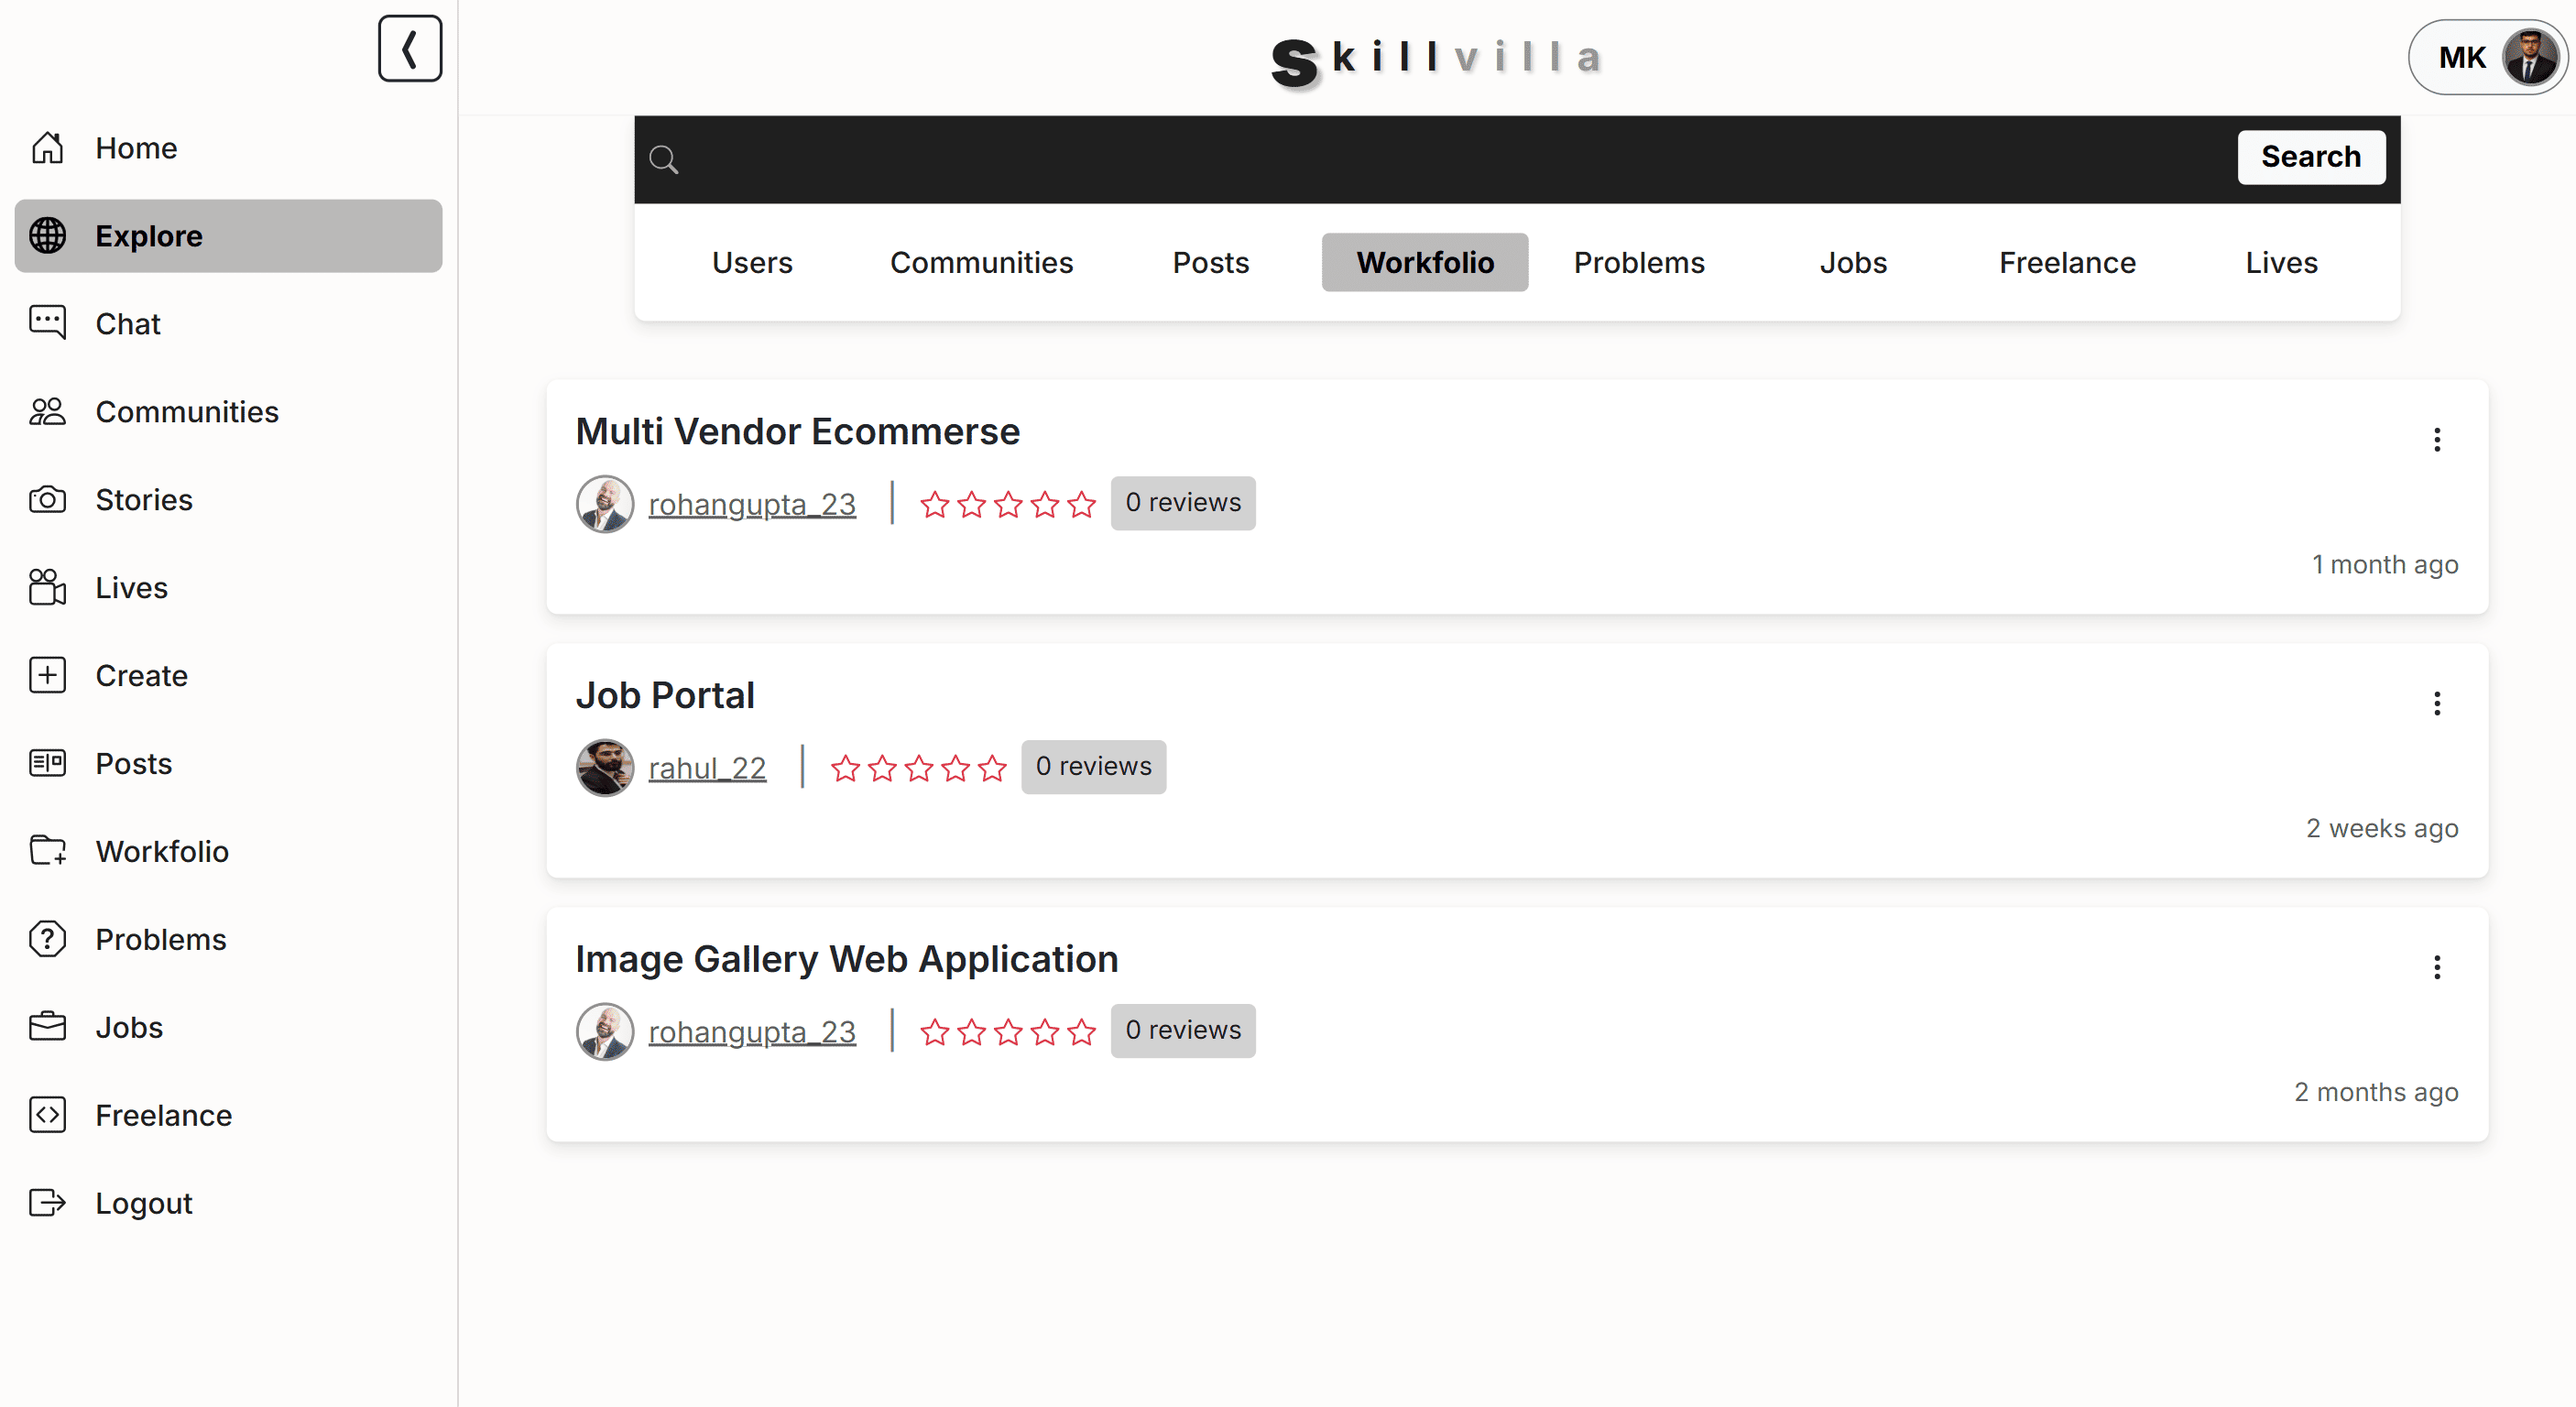 Skillvilla
MK
Home
Explore
Chat
Communities
Stories
Lives
Create
Posts
Workfolio
Problems
Jobs
Freelance
Logout
Search
Users Communities Posts Workfolio Problems Jobs Freelance Lives
Multi Vendor Ecommerse
rohangupta_23 | 0 reviews
1 month ago
Job Portal
rahul_22 | 0 reviews
2 weeks ago
Image Gallery Web Application
rohangupta_23 | 0 reviews
2 months ago